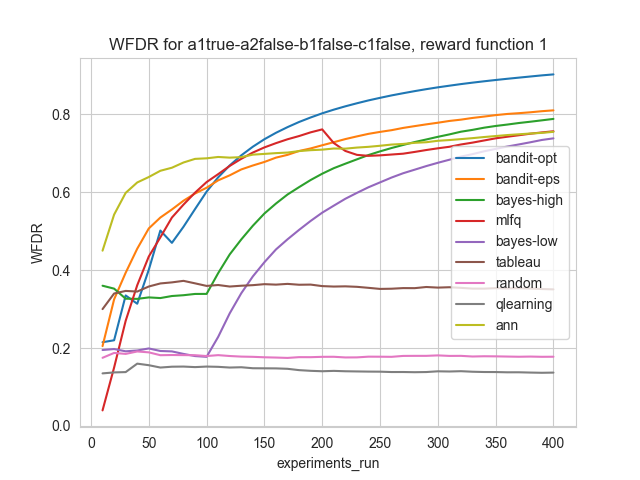 WFDR for a1true-a2false-b1false-c1false, reward function 1
WFDR
0.8
0.6
0.4
0.2
0.0
0
50
100
150
200
250
300
350
400
experiments_run
bandit-opt
bandit-eps
bayes-high
mlfq
bayes-low
tableau
random
qlearning
ann